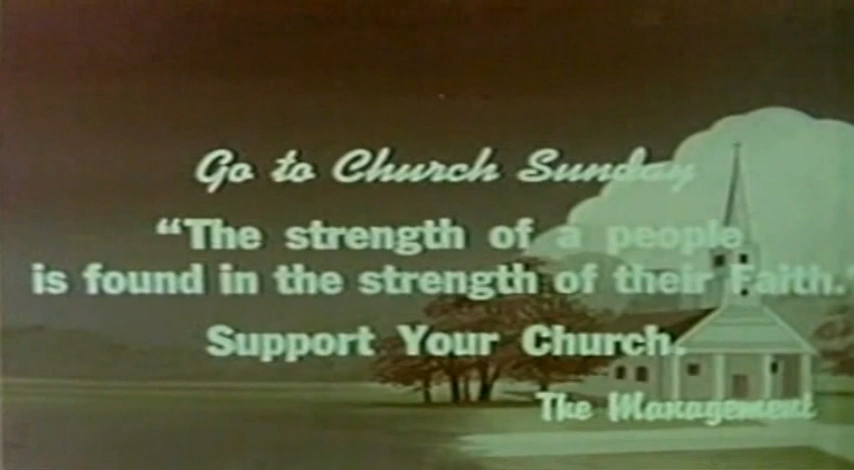 Go to Church Sunday
“The strength of a people
is found in the strength of their Faith.”
Support Your Church.
The Management